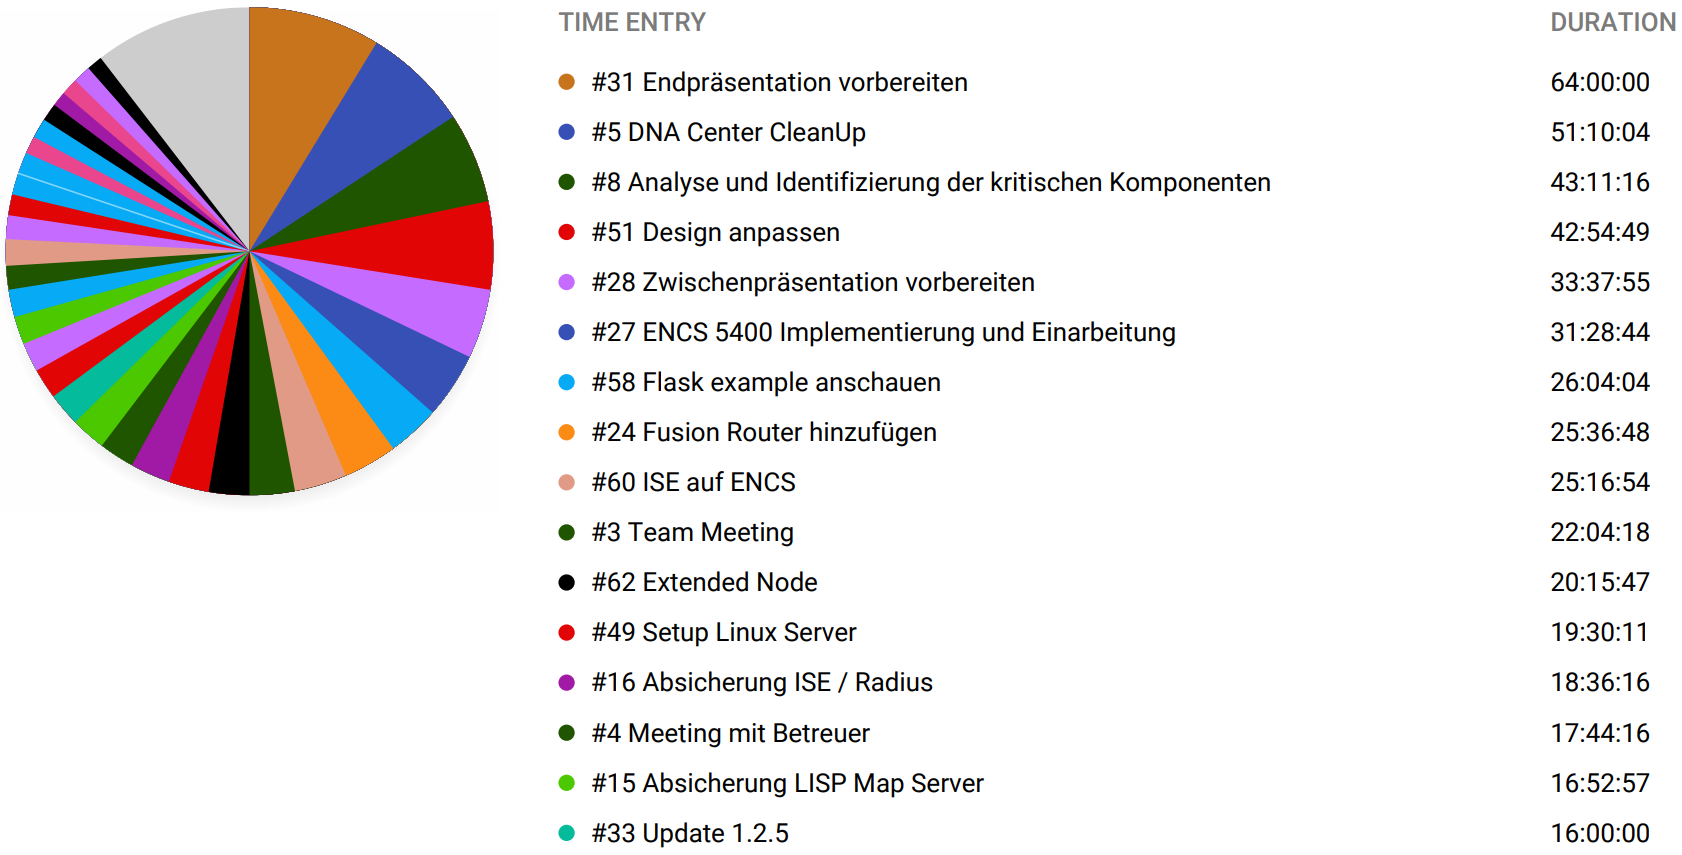 TIME ENTRY DURATION
#31 Endpräsentation vorbereiten 64:00:00
#5 DNA Center CleanUp 51:10:04
#8 Analyse und Identifizierung der kritischen Komponenten 43:11:16
#51 Design anpassen 42:54:49
#28 Zwischenpräsentation vorbereiten 33:37:55
#27 ENCS 5400 Implementierung und Einarbeitung 31:28:44
#58 Flask example anschauen 26:04:04
#24 Fusion Router hinzufügen 25:36:48
#60 ISE auf ENCS 25:16:54
#3 Team Meeting 22:04:18
#62 Extended Node 20:15:47
#49 Setup Linux Server 19:30:11
#16 Absicherung ISE / Radius 18:36:16
#4 Meeting mit Betreuer 17:44:16
#15 Absicherung LISP Map Server 16:52:57
#33 Update 1.2.5 16:00:00